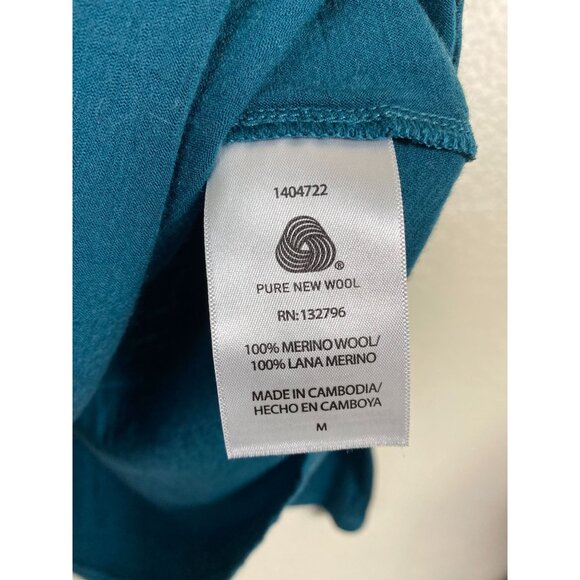 1404722
®
PURE NEW WOOL
RN: 132796
100% MERINO WOOL/
100% LANA MERINO
MADE IN CAMBODIA/
HECHO EN CAMBOYA
M